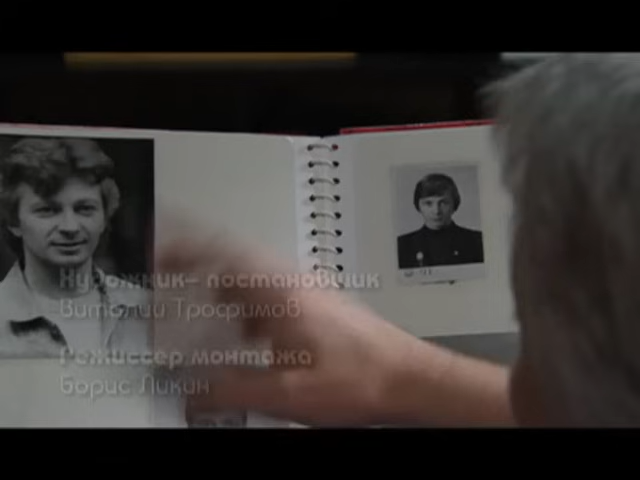 Художник– постановщик
Виталий Трофимов
Режиссер монтажа
Борис Ликин